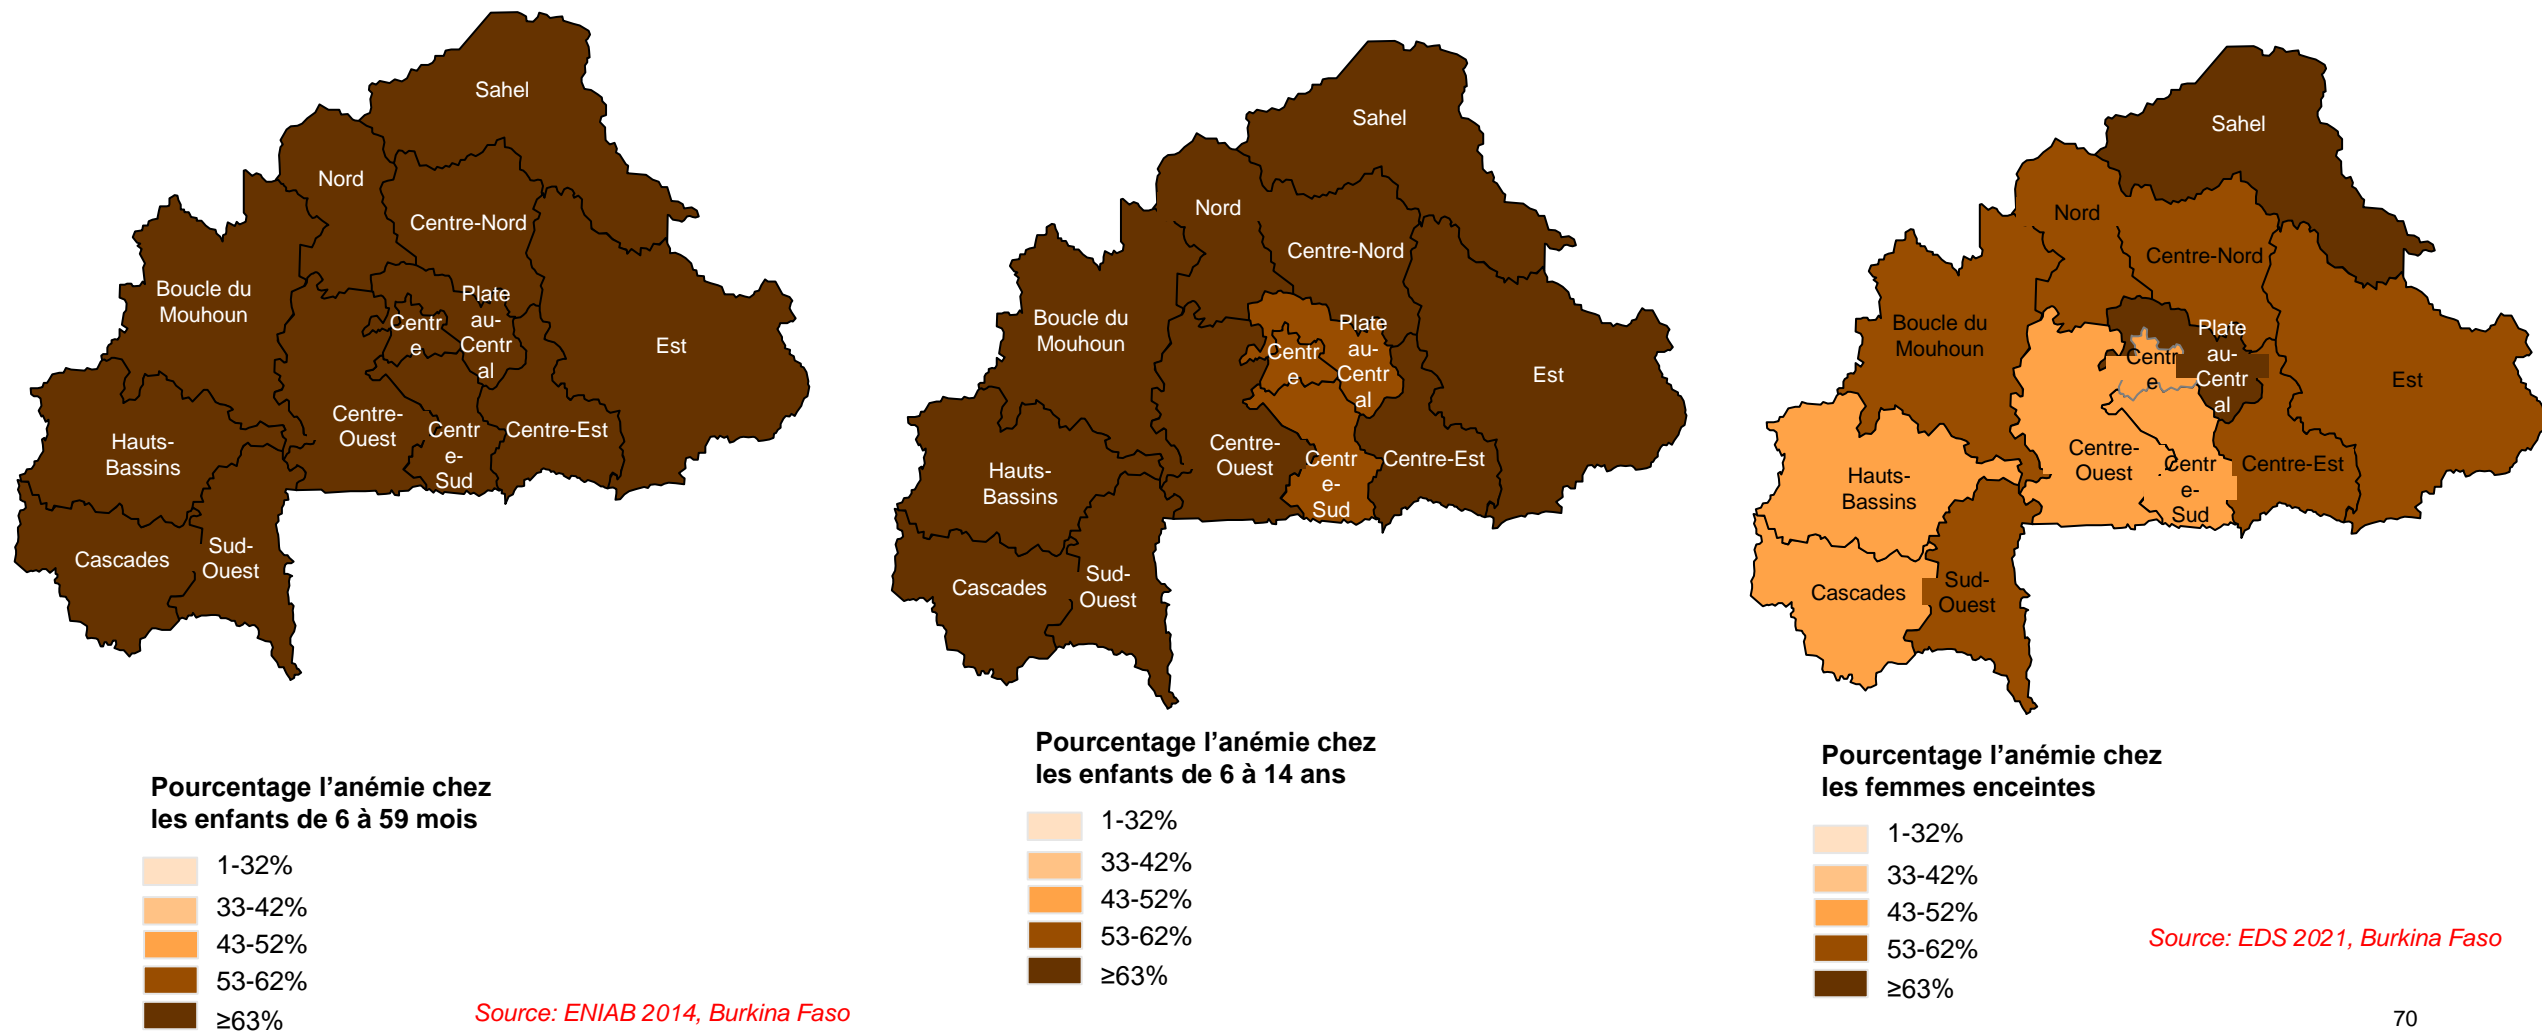 Sahel
Nord
Centre-Nord
Boucle du
Mouhoun
Plate
au-
Centr
al
Centr
e
Est
Centre-
Ouest
Centr
e-
Sud
Centre-Est
Hauts-
Bassins
Cascades
Sud-
Ouest
Pourcentage l’anémie chez
les enfants de 6 à 59 mois
1-32%
33-42%
43-52%
53-62%
≥63%
Source: ENIAB 2014, Burkina Faso
Sahel
Nord
Centre-Nord
Boucle du
Mouhoun
Plate
au-
Centr
al
Centr
e
Est
Centre-
Ouest
Centr
e-
Sud
Centre-Est
Hauts-
Bassins
Cascades
Sud-
Ouest
Pourcentage l’anémie chez
les enfants de 6 à 14 ans
1-32%
33-42%
43-52%
53-62%
≥63%
Sahel
Nord
Centre-Nord
Boucle du
Mouhoun
Plate
au-
Centr
al
Centr
e
Est
Centre-
Ouest
Centr
e-
Sud
Centre-Est
Hauts-
Bassins
Cascades
Sud-
Ouest
Pourcentage l’anémie chez
les femmes enceintes
1-32%
33-42%
43-52%
53-62%
≥63%
Source: EDS 2021, Burkina Faso
70